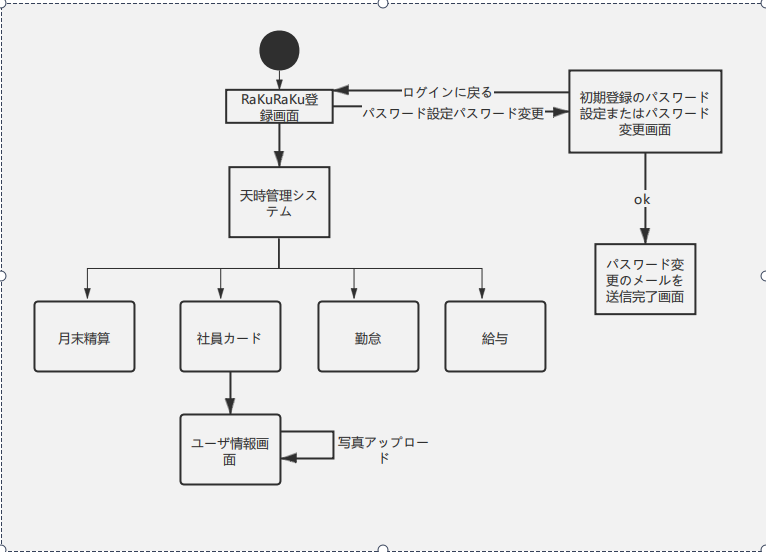 RaKuRaKu登
録画面
ログインに戻る
パスワード設定パスワード変更
初期登録のパスワード
設定またはパスワード
変更画面
天時管理シス
テム
ok
パスワード変
更のメールを
送信完了画面
月末精算
社員カード
勤怠
給与
ユーザ情報画
面
写真アップロー
ド